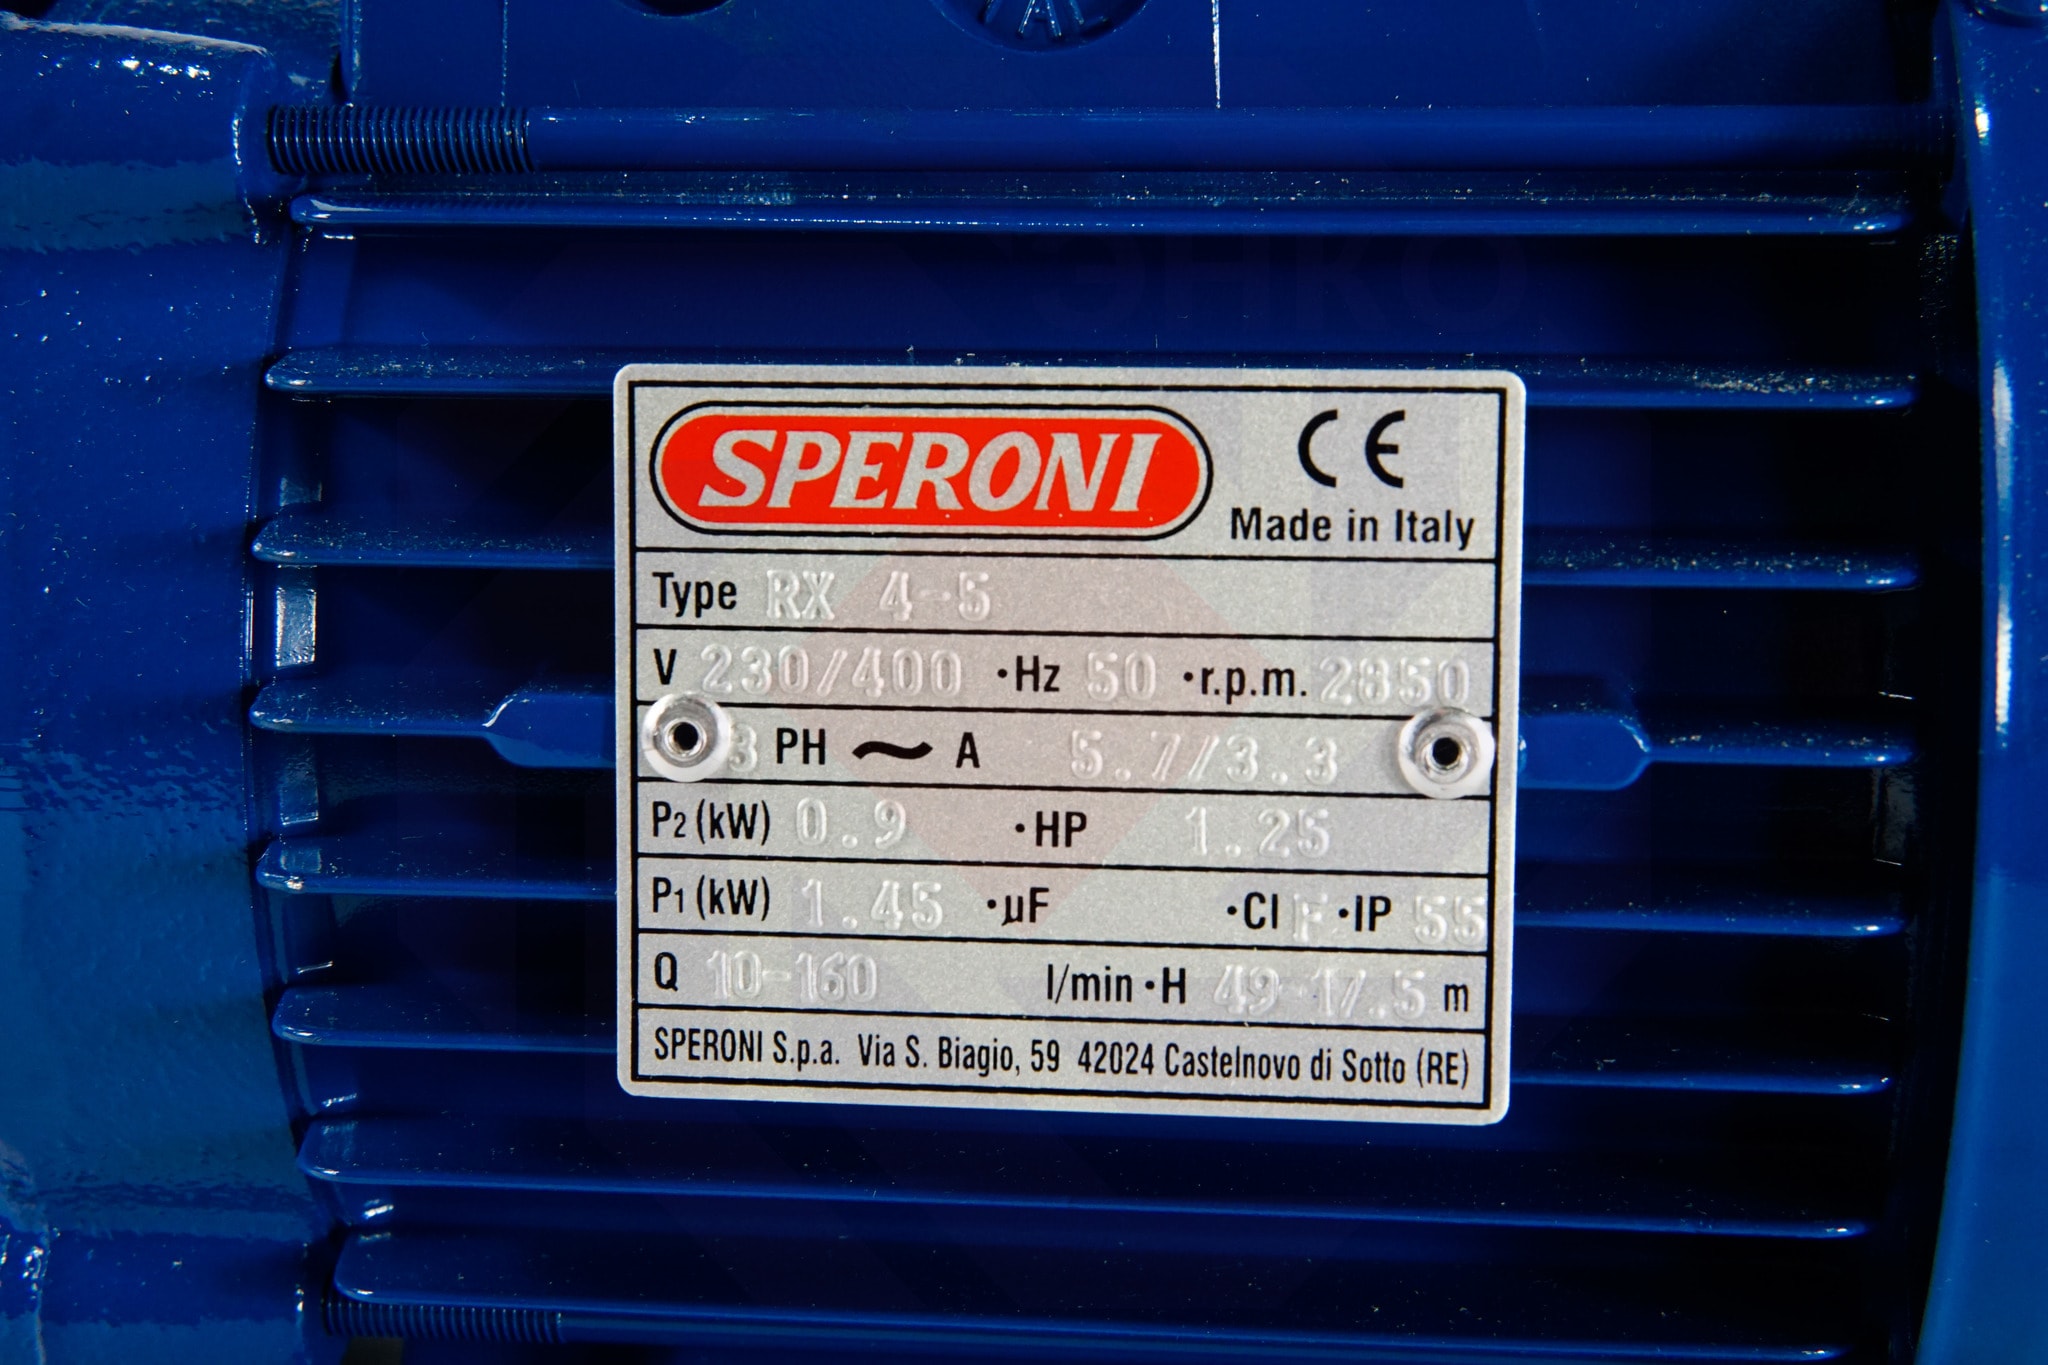 SPERONI
CE
Made in Italy
Type RX 4-5
V 230/400 ·Hz 50 ·r.p.m. 2850
3 PH ~ A 5.7/3.3
P2 (kW) 0.9 ·HP 1.25
P1 (kW) 1.45 ·µF ·Cl F ·IP 55
Q 10-160 l/min ·H 49-17.5 m
SPERONI S.p.a. Via S. Biagio, 59 42024 Castelnovo di Sotto (RE)
ЭНКО